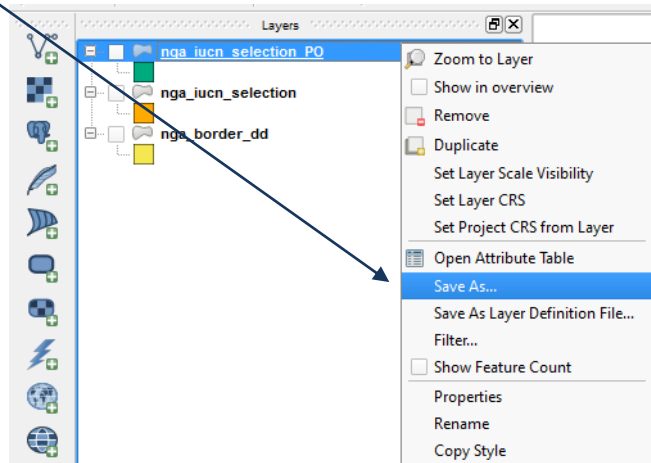 Layers
nga_iucn_selection_PO
nga_iucn_selection
nga_border_dd
Zoom to Layer
Show in overview
Remove
Duplicate
Set Layer Scale Visibility
Set Layer CRS
Set Project CRS from Layer
Open Attribute Table
Save As...
Save As Layer Definition File...
Filter...
Show Feature Count
Properties
Rename
Copy Style